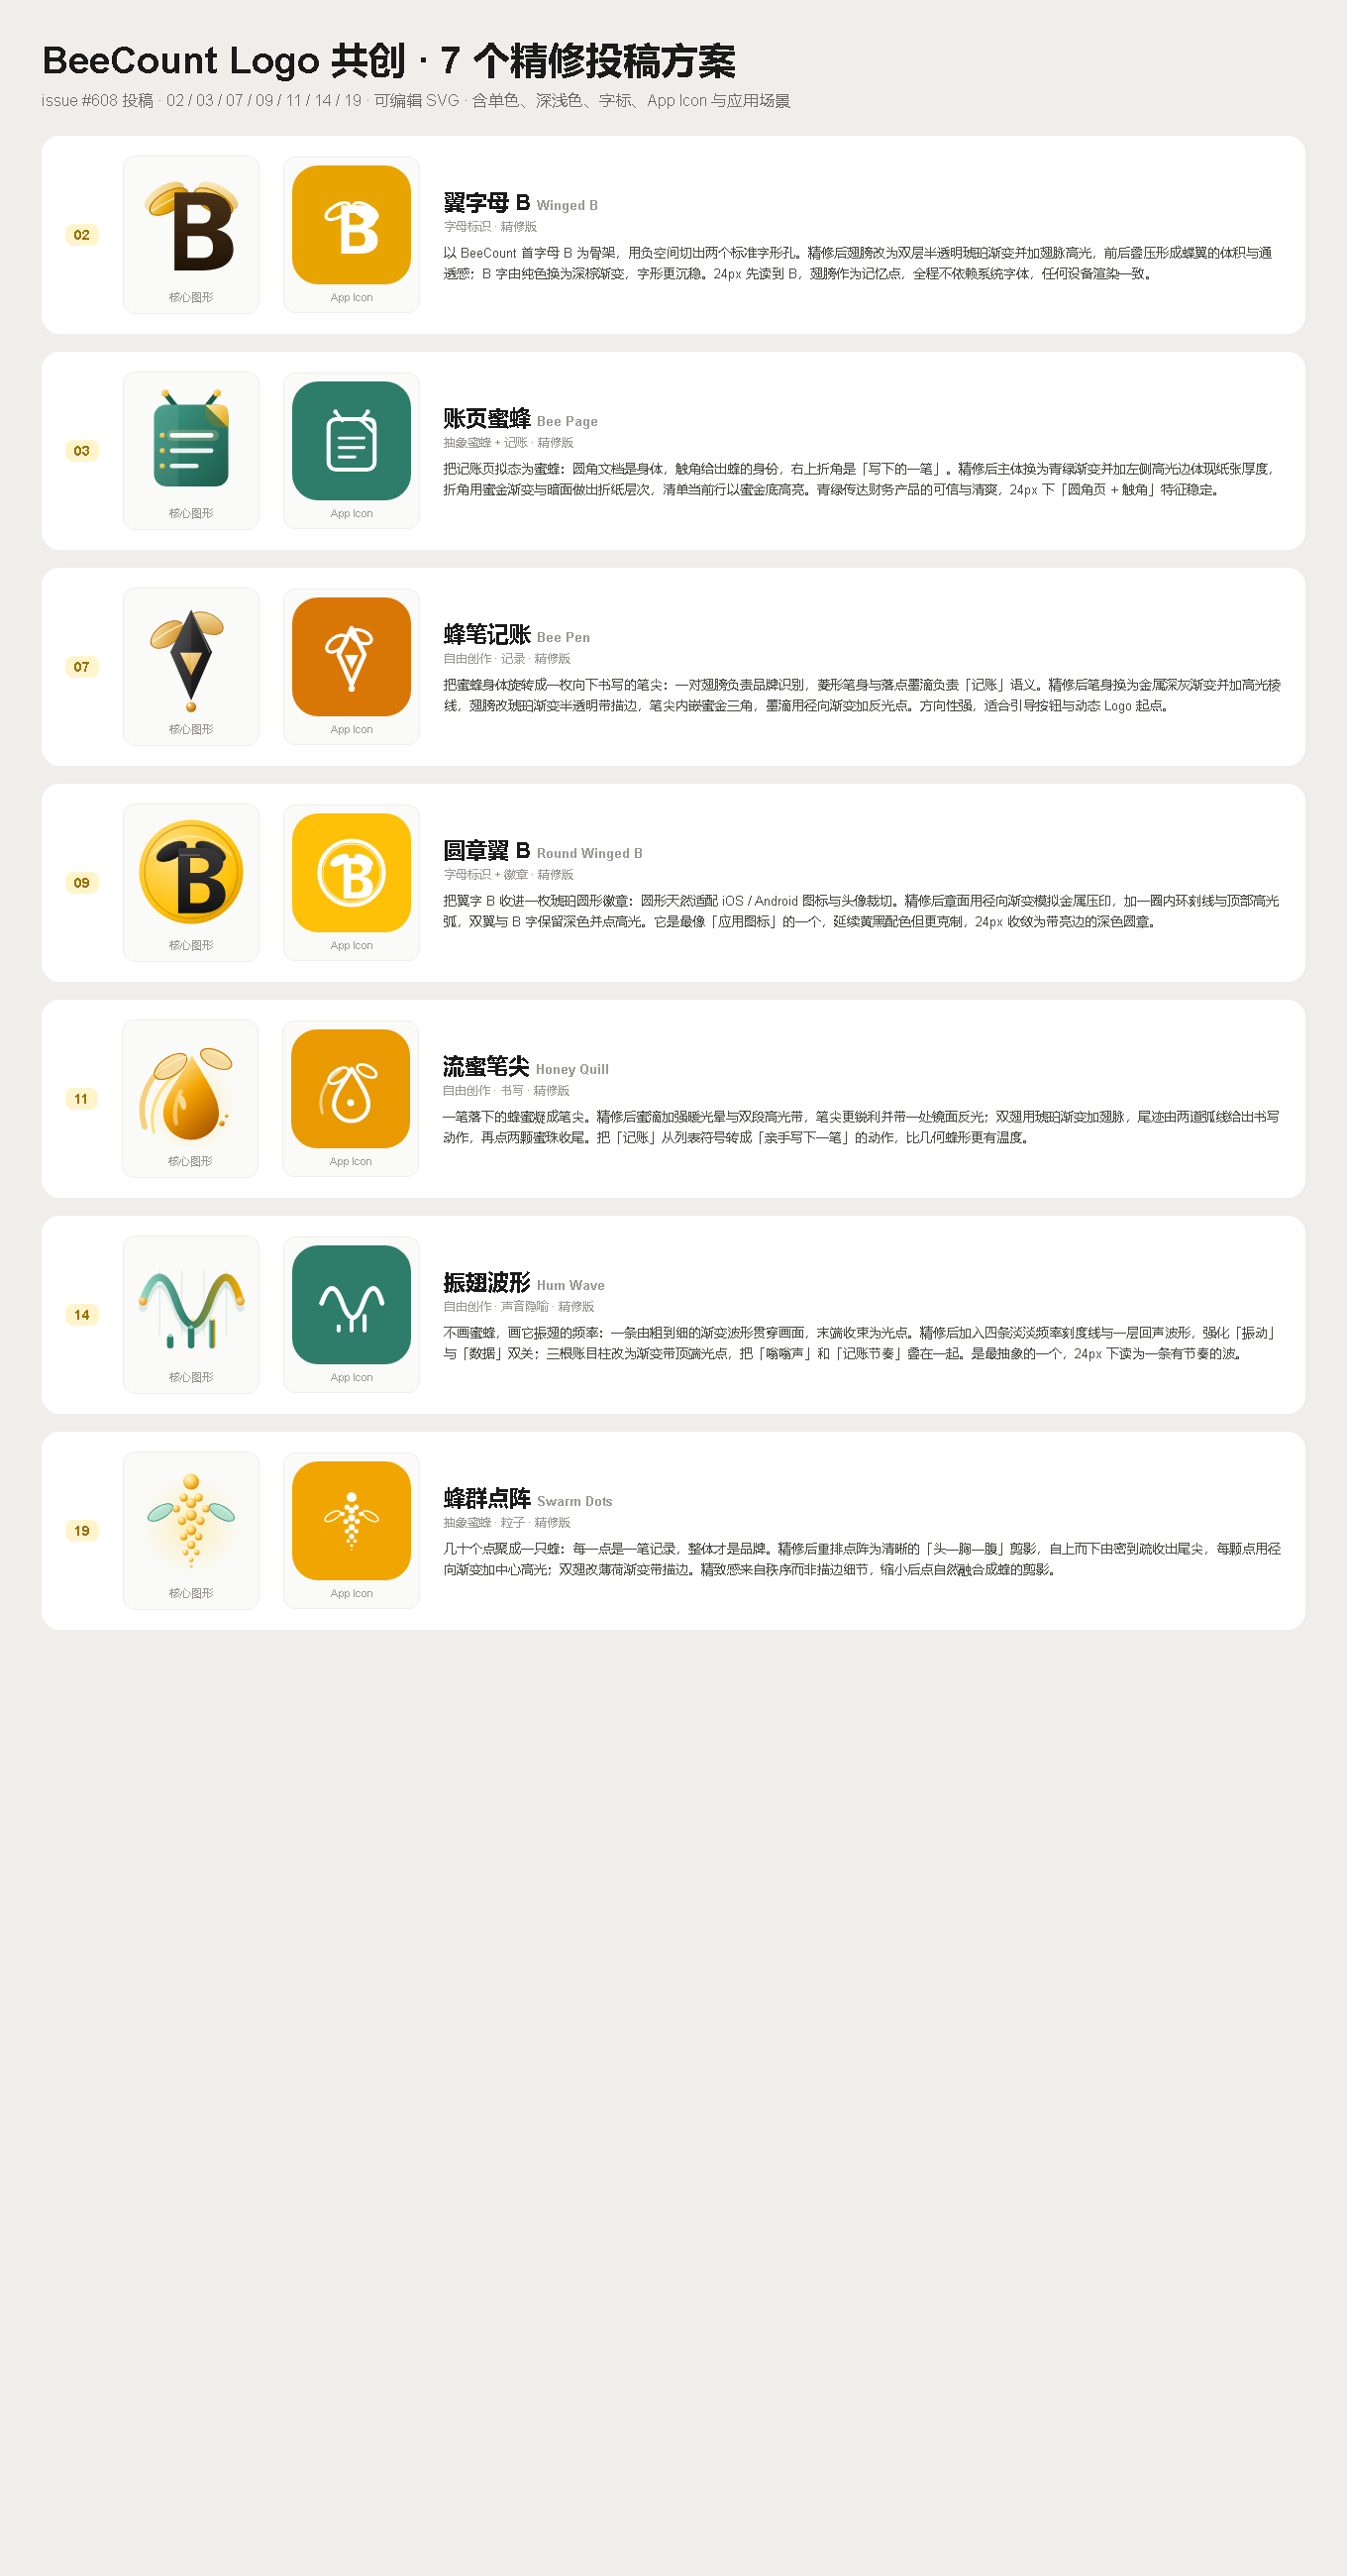 BeeCount Logo 共创 · 7 个精修投稿方案
issue #608 投稿 · 02 / 03 / 07 / 09 / 11 / 14 / 19 · 可编辑 SVG · 含单色、深浅色、字标、App Icon 与应用场景
02
核心图形
App Icon
翼字母 B Winged B
字母标识 · 精修版
以 BeeCount 首字母 B 为骨架，用负空间切出两个标准字形孔。精修后翅膀改为双层半透明琥珀渐变并加翅脉高光，前后叠压形成蝶翼的体积与通
透感；B 字由纯色换为深棕渐变，字形更沉稳。24px 先读到 B，翅膀作为记忆点，全程不依赖系统字体，任何设备渲染一致。
03
核心图形
App Icon
账页蜜蜂 Bee Page
抽象蜜蜂 + 记账 · 精修版
把记账页拟态为蜜蜂：圆角文档是身体，触角给出蜂的身份，右上折角是「写下的一笔」。精修后主体换为青绿渐变并加左侧高光边体现纸张厚度，
折角用蜜金渐变与暗面做出折纸层次，清单当前行以蜜金底高亮。青绿传达财务产品的可信与清爽，24px 下「圆角页 + 触角」特征稳定。
07
核心图形
App Icon
蜂笔记账 Bee Pen
自由创作 · 记录 · 精修版
把蜜蜂身体旋转成一枚向下书写的笔尖：一对翅膀负责品牌识别，菱形笔身与落点墨滴负责「记账」语义。精修后笔身换为金属深灰渐变并加高光棱
线，翅膀改琥珀渐变半透明带描边，笔尖内嵌蜜金三角，墨滴用径向渐变加反光点。方向性强，适合引导按钮与动态 Logo 起点。
09
核心图形
App Icon
圆章翼 B Round Winged B
字母标识 + 徽章 · 精修版
把翼字 B 收进一枚琥珀圆形徽章：圆形天然适配 iOS / Android 图标与头像裁切。精修后章面用径向渐变模拟金属压印，加一圈内环刻线与顶部高光
弧，双翼与 B 字保留深色并点高光。它是最像「应用图标」的一个，延续黄黑配色但更克制，24px 收敛为带亮边的深色圆章。
11
核心图形
App Icon
流蜜笔尖 Honey Quill
自由创作 · 书写 · 精修版
一笔落下的蜂蜜凝成笔尖。精修后蜜滴加强暖光晕与双段高光带，笔尖更锐利并带一处镜面反光；双翅用琥珀渐变加翅脉，尾迹由两道弧线给出书写
动作，再点两颗蜜珠收尾。把「记账」从列表符号转成「亲手写下一笔」的动作，比几何蜂形更有温度。
14
核心图形
App Icon
振翅波形 Hum Wave
自由创作 · 声音隐喻 · 精修版
不画蜜蜂，画它振翅的频率：一条由粗到细的渐变波形贯穿画面，末端收束为光点。精修后加入四条淡淡频率刻度线与一层回声波形，强化「振动」
与「数据」双关；三根账目柱改为渐变带顶端光点，把「嗡嗡声」和「记账节奏」叠在一起。是最抽象的一个，24px 下读为一条有节奏的波。
19
核心图形
App Icon
蜂群点阵 Swarm Dots
抽象蜜蜂 · 粒子 · 精修版
几十个点聚成一只蜂：每一点是一笔记录，整体才是品牌。精修后重排点阵为清晰的「头—胸—腹」剪影，自上而下由密到疏收出尾尖，每颗点用径
向渐变加中心高光；双翅改薄荷渐变带描边。精致感来自秩序而非描边细节，缩小后点自然融合成蜂的剪影。